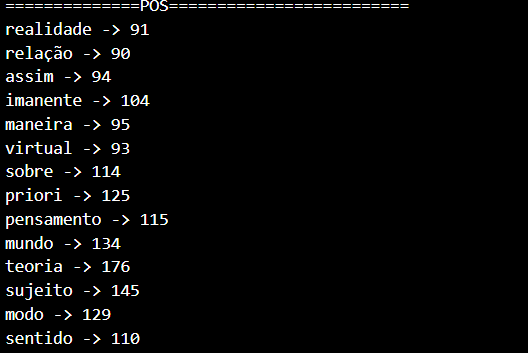 ==============POS=========================
realidade -> 91
relação -> 90
assim -> 94
imanente -> 104
maneira -> 95
virtual -> 93
sobre -> 114
priori -> 125
pensamento -> 115
mundo -> 134
teoria -> 176
sujeito -> 145
modo -> 129
sentido -> 110